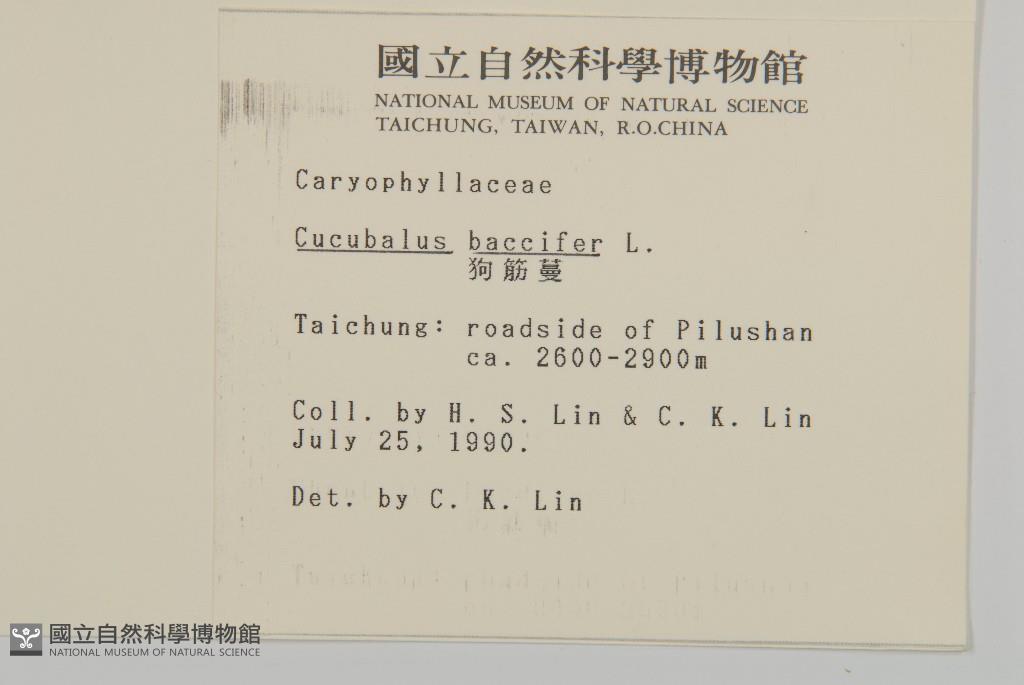 國立自然科學博物館
NATIONAL MUSEUM OF NATURAL SCIENCE
TAICHUNG, TAIWAN, R.O.CHINA
Caryophyllaceae
Cucubalus baccifer L.
狗筋蔓
Taichung: roadside of Pilushan
ca. 2600-2900m
Coll. by H. S. Lin & C. K. Lin
July 25, 1990.
Det. by C. K. Lin
國立自然科學博物館
NATIONAL MUSEUM OF NATURAL SCIENCE